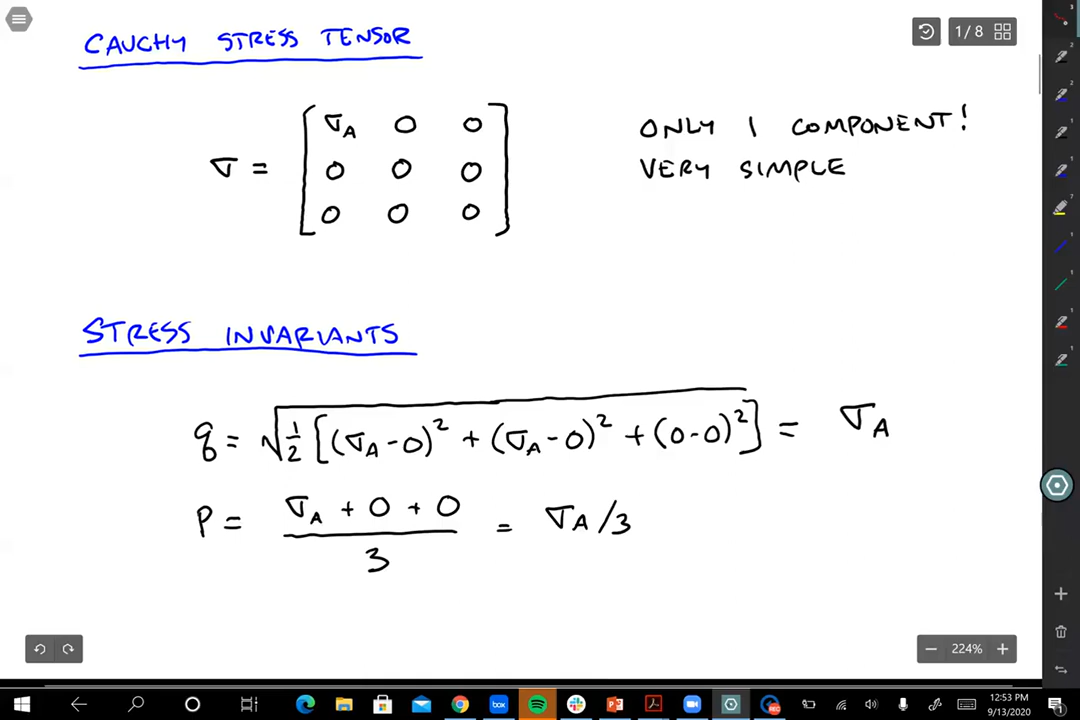 CAUCHY STRESS TENSOR
1/8
σ = [ σA 0 0
0 0 0
0 0 0 ]
ONLY 1 COMPONENT!
VERY SIMPLE
STRESS INVARIANTS
q = √ 1/2 [(σA-0)² + (σA-0)² + (0-0)²] = σA
P = (σA + 0 + 0) / 3 = σA/3
224%
12:53 PM
9/13/2020